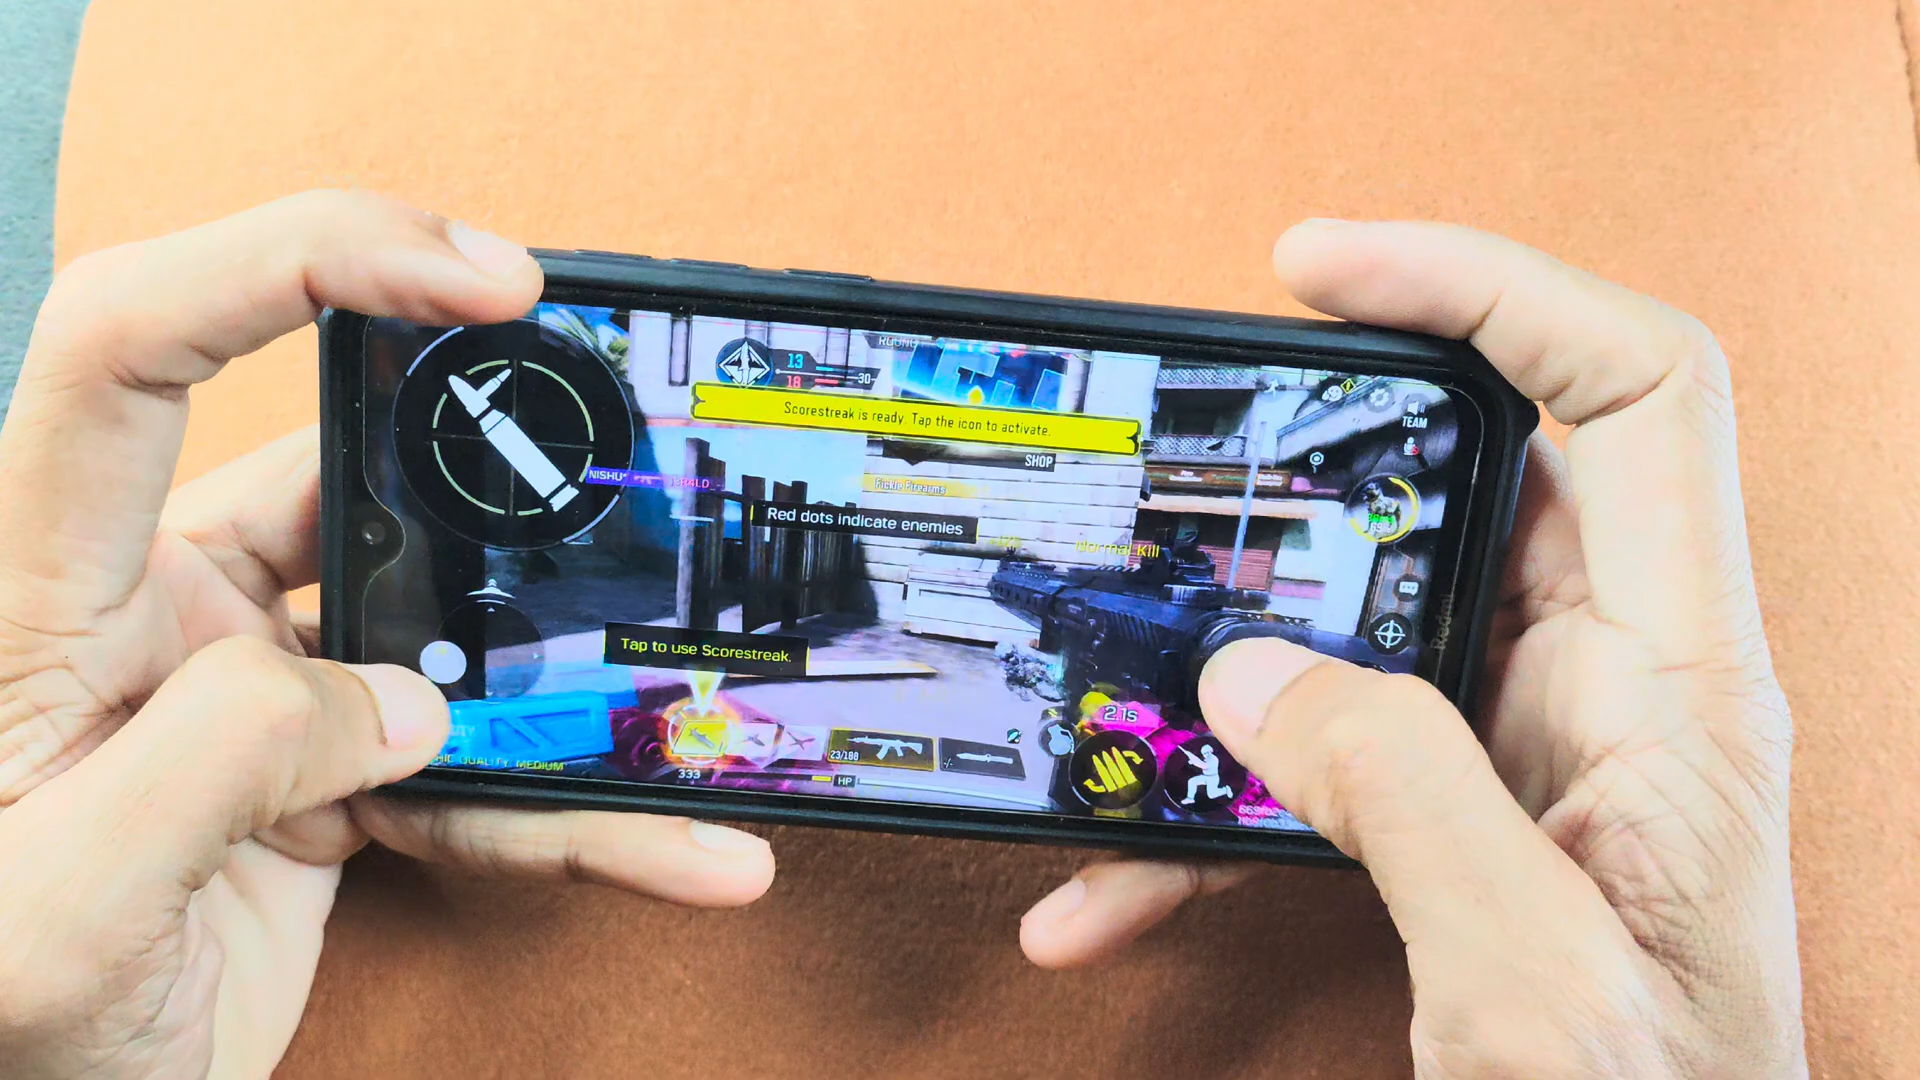 ROUND
13
18
30
Scorestreak is ready. Tap the icon to activate.
TEAM
SHOP
NISHU*
Fickle Firearms
Red dots indicate enemies
Normal Kill
Redmi
Tap to use Scorestreak.
2.1s
23/188
-/-
QUALITY: MEDIUM
333
HP